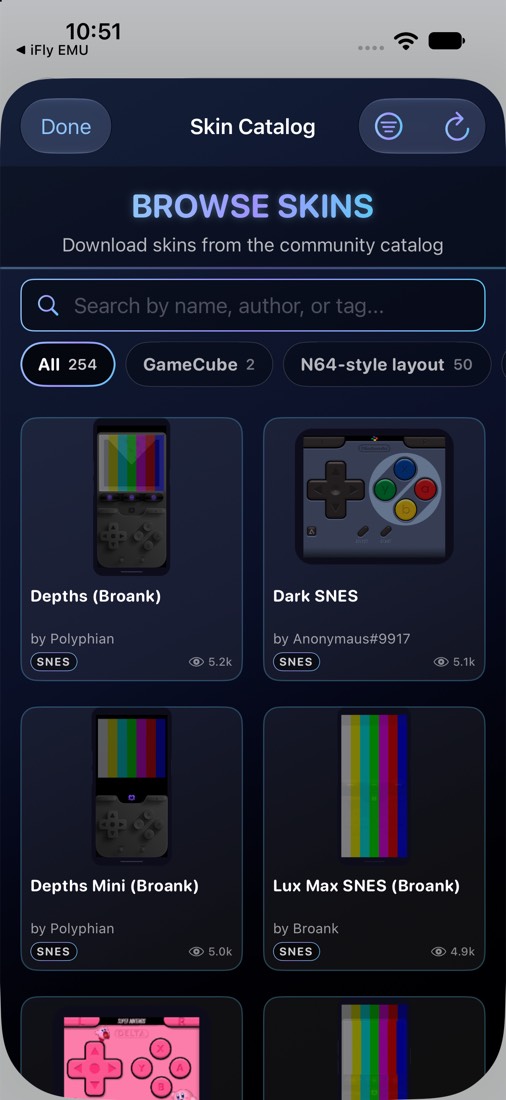 10:51
◀ iFly EMU
Done
Skin Catalog
BROWSE SKINS
Download skins from the community catalog
Search by name, author, or tag...
All 254
GameCube 2
N64-style layout 50
Depths (Broank)
by Polyphian
SNES
5.2k
Dark SNES
by Anonymaus#9917
SNES
5.1k
Depths Mini (Broank)
by Polyphian
SNES
5.0k
Lux Max SNES (Broank)
by Broank
SNES
4.9k
SUPER NINTENDO
DELTA
X
Y
A
B